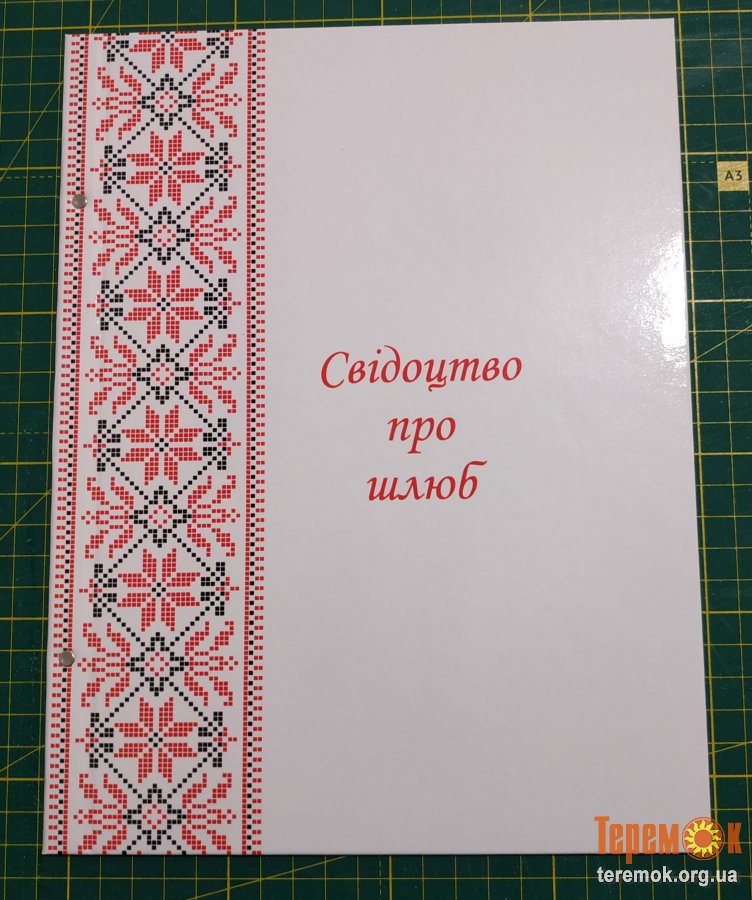 A3
Свідоцтво
про
шлюб
Теремок
teremok.org.ua